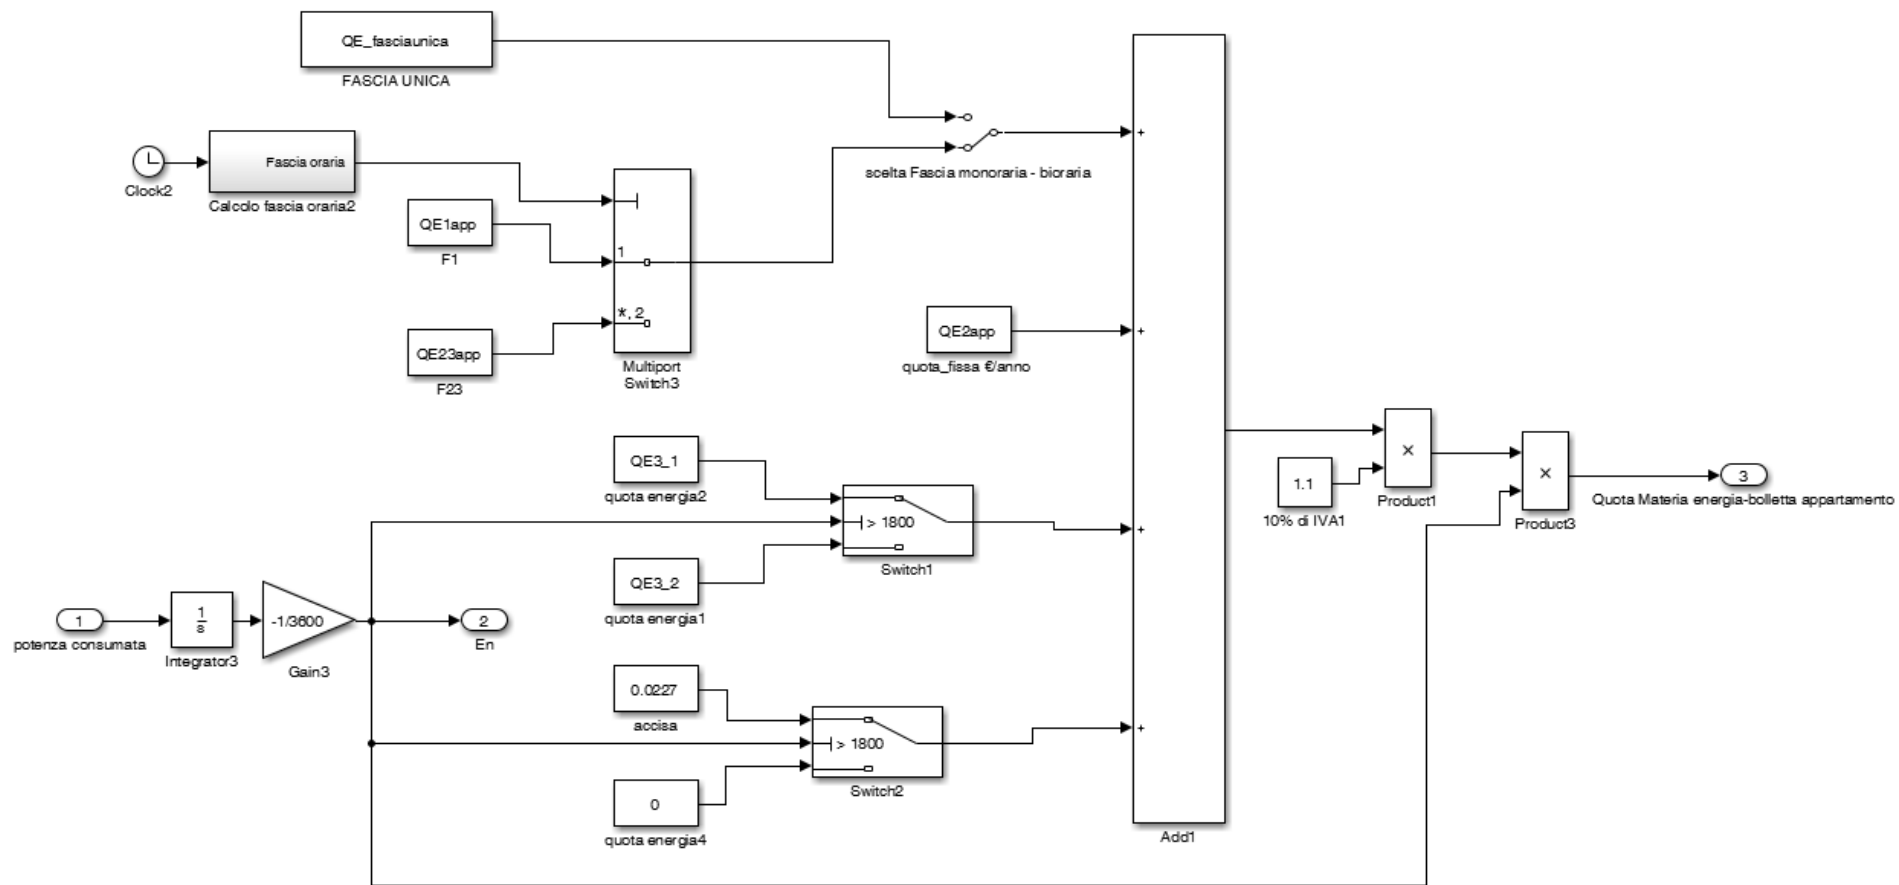 QE_fasciaunica
FASCIA UNICA
Clock2
Fascia oraria
Calcolo fascia oraria2
scelta Fascia monoraria - bioraria
+
QE1app
F1
1
*, 2
QE23app
F23
Multiport
Switch3
QE2app
quota_fissa €/anno
+
QE3_1
quota energia2
> 1800
Switch1
+
QE3_2
quota energia1
1
potenza consumata
1
s
Integrator3
-1/3600
Gain3
2
En
0.0227
accisa
> 1800
Switch2
+
0
quota energia4
Add1
1.1
10% di IVA1
×
Product1
×
Product3
3
Quota Materia energia-bolletta appartamento